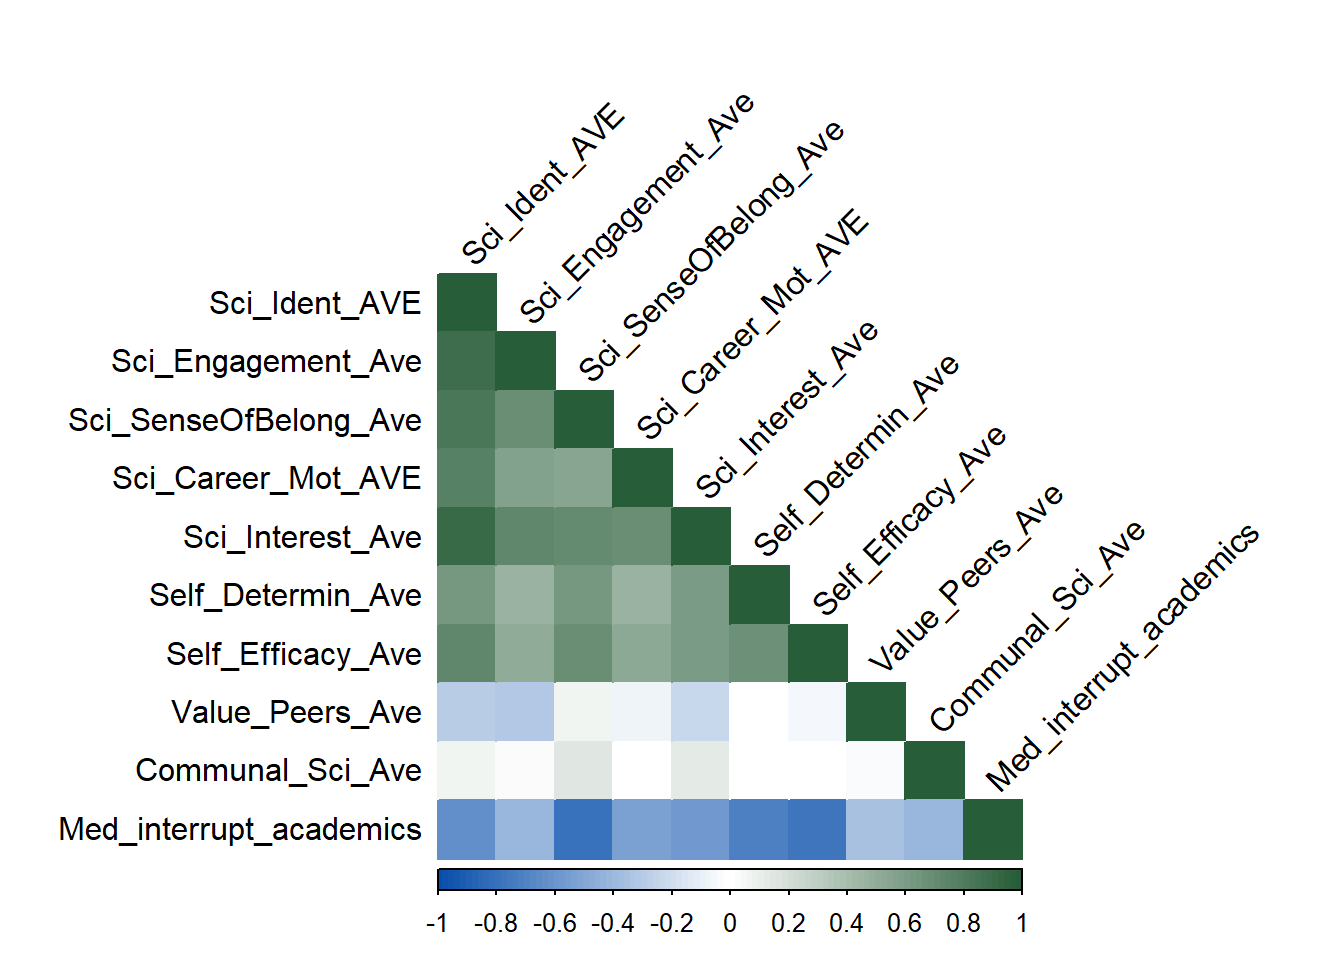 Sci_Ident_AVE
Sci_Engagement_Ave
Sci_SenseOfBelong_Ave
Sci_Career_Mot_AVE
Sci_Interest_Ave
Self_Determin_Ave
Self_Efficacy_Ave
Value_Peers_Ave
Communal_Sci_Ave
Med_interrupt_academics
Sci_Ident_AVE
Sci_Engagement_Ave
Sci_SenseOfBelong_Ave
Sci_Career_Mot_AVE
Sci_Interest_Ave
Self_Determin_Ave
Self_Efficacy_Ave
Value_Peers_Ave
Communal_Sci_Ave
Med_interrupt_academics
-1 -0.8 -0.6 -0.4 -0.2 0 0.2 0.4 0.6 0.8 1